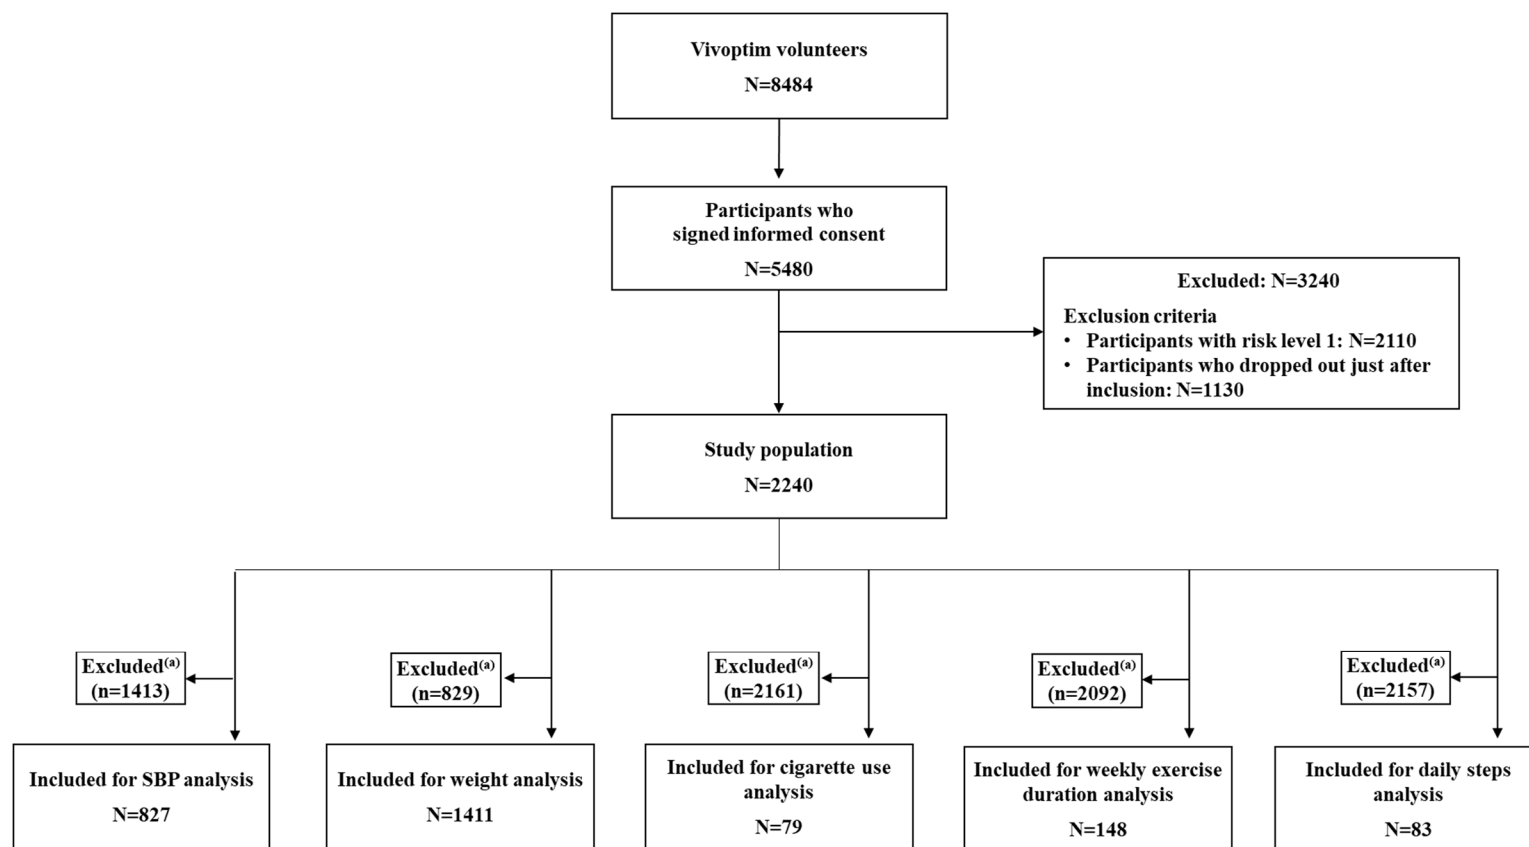 Vivoptim volunteers
N=8484
Participants who
signed informed consent
N=5480
Excluded: N=3240
Exclusion criteria
• Participants with risk level 1: N=2110
• Participants who dropped out just after
inclusion: N=1130
Study population
N=2240
Excluded(a)
(n=1413)
Excluded(a)
(n=829)
Excluded(a)
(n=2161)
Excluded(a)
(n=2092)
Excluded(a)
(n=2157)
Included for SBP analysis
N=827
Included for weight analysis
N=1411
Included for cigarette use
analysis
N=79
Included for weekly exercise
duration analysis
N=148
Included for daily steps
analysis
N=83